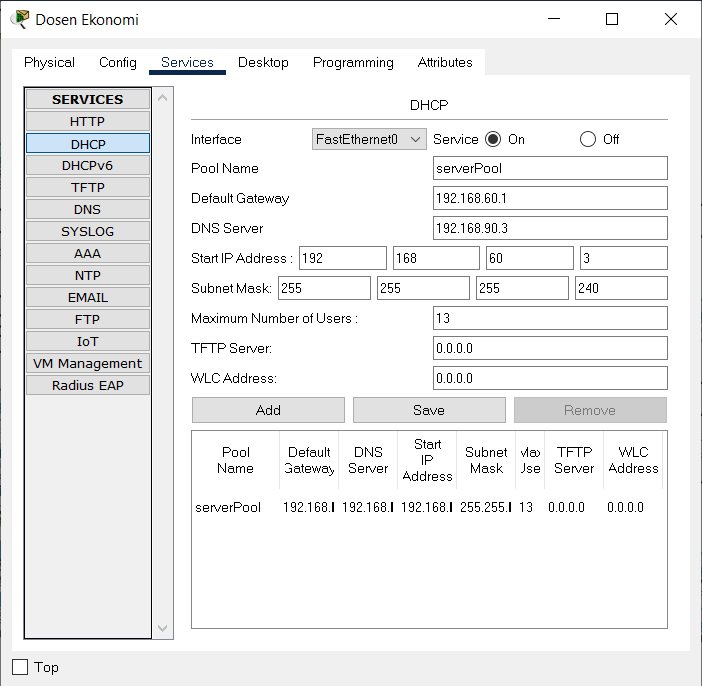 Dosen Ekonomi
Physical Config Services Desktop Programming Attributes
SERVICES
HTTP
DHCP
DHCPv6
TFTP
DNS
SYSLOG
AAA
NTP
EMAIL
FTP
IoT
VM Management
Radius EAP
DHCP
Interface FastEthernet0 Service On Off
Pool Name serverPool
Default Gateway 192.168.60.1
DNS Server 192.168.90.3
Start IP Address : 192 168 60 3
Subnet Mask: 255 255 255 240
Maximum Number of Users : 13
TFTP Server: 0.0.0.0
WLC Address: 0.0.0.0
Add Save Remove
Pool Name Default Gateway DNS Server Start IP Address Subnet Mask Max Use TFTP Server WLC Address
serverPool 192.168. 192.168. 192.168. 255.255. 13 0.0.0.0 0.0.0.0
Top